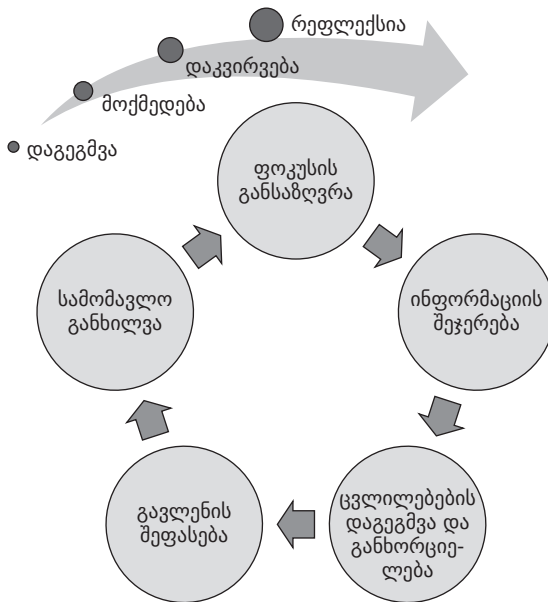 რეფლექსია
დაკვირვება
მოქმედება
დაგეგმვა
ფოკუსის
განსაზღვრა
ინფორმაციის
შეჯერება
ცვლილებების
დაგეგმვა და
განხორციე-
ლება
გავლენის
შეფასება
სამომავლო
განხილვა